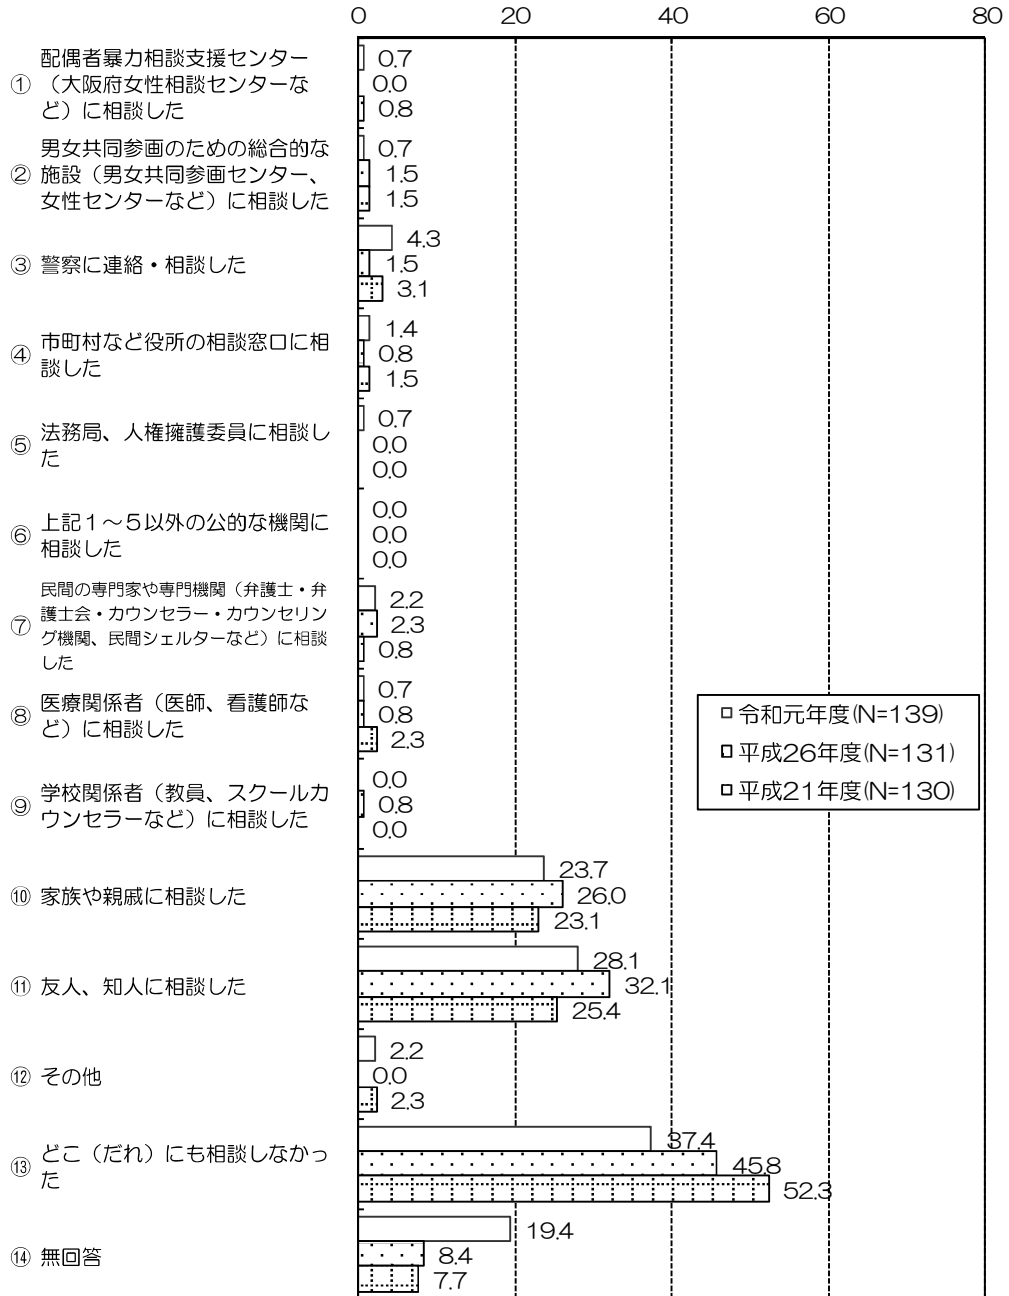 0 20 40 60 80
① 配偶者暴力相談支援センター
（大阪府女性相談センターな
ど）に相談した
0.7
0.0
0.8
② 男女共同参画のための総合的な
施設（男女共同参画センター、
女性センターなど）に相談した
0.7
1.5
1.5
③ 警察に連絡・相談した
4.3
1.5
3.1
④ 市町村など役所の相談窓口に相
談した
1.4
0.8
1.5
⑤ 法務局、人権擁護委員に相談し
た
0.7
0.0
0.0
⑥ 上記１～５以外の公的な機関に
相談した
0.0
0.0
0.0
⑦ 民間の専門家や専門機関（弁護士・弁
護士会・カウンセラー・カウンセリン
グ機関、民間シェルターなど）に相談
した
2.2
2.3
0.8
⑧ 医療関係者（医師、看護師な
ど）に相談した
0.7
0.8
2.3
⑨ 学校関係者（教員、スクールカ
ウンセラーなど）に相談した
0.0
0.8
0.0
令和元年度(N=139)
平成26年度(N=131)
平成21年度(N=130)
⑩ 家族や親戚に相談した
23.7
26.0
23.1
⑪ 友人、知人に相談した
28.1
32.1
25.4
⑫ その他
2.2
0.0
2.3
⑬ どこ（だれ）にも相談しなかっ
た
37.4
45.8
52.3
⑭ 無回答
19.4
8.4
7.7